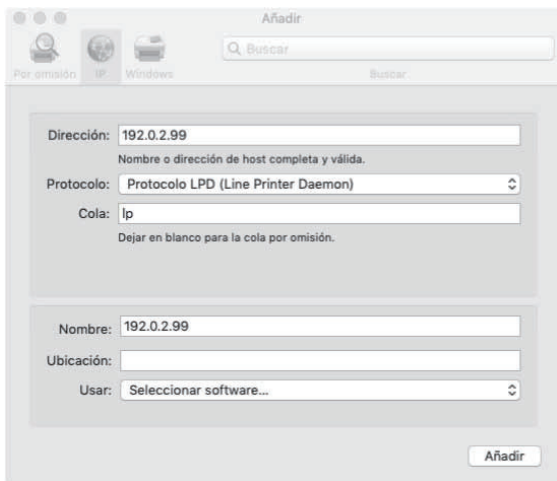 Añadir
Buscar
Por omisión IP Windows Buscar
Dirección: 192.0.2.99
Nombre o dirección de host completa y válida.
Protocolo: Protocolo LPD (Line Printer Daemon)
Cola: lp
Dejar en blanco para la cola por omisión.
Nombre: 192.0.2.99
Ubicación:
Usar: Seleccionar software...
Añadir